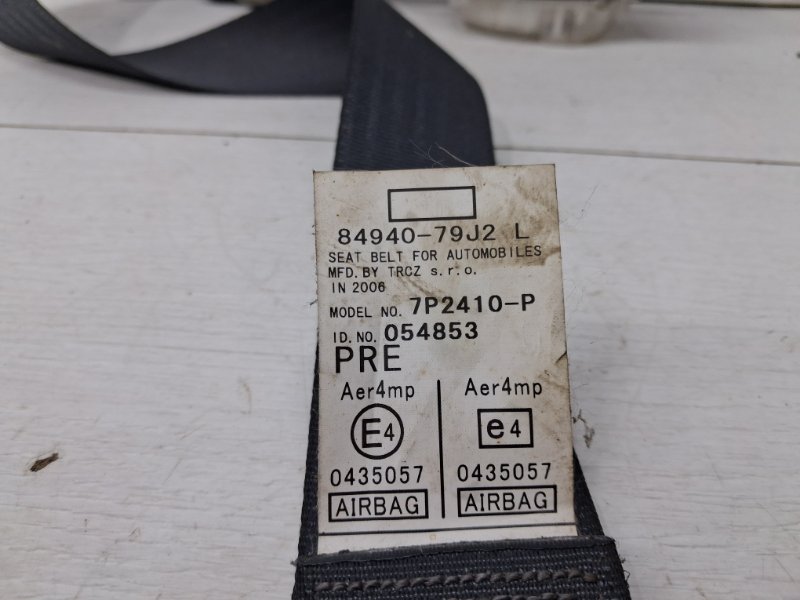 84940-79J2 L
SEAT BELT FOR AUTOMOBILES
MFD. BY TRCZ s.r.o.
IN 2006
MODEL NO. 7P2410-P
ID. NO. 054853
PRE
Aer4mp Aer4mp
E4 e4
0435057 0435057
AIRBAG AIRBAG